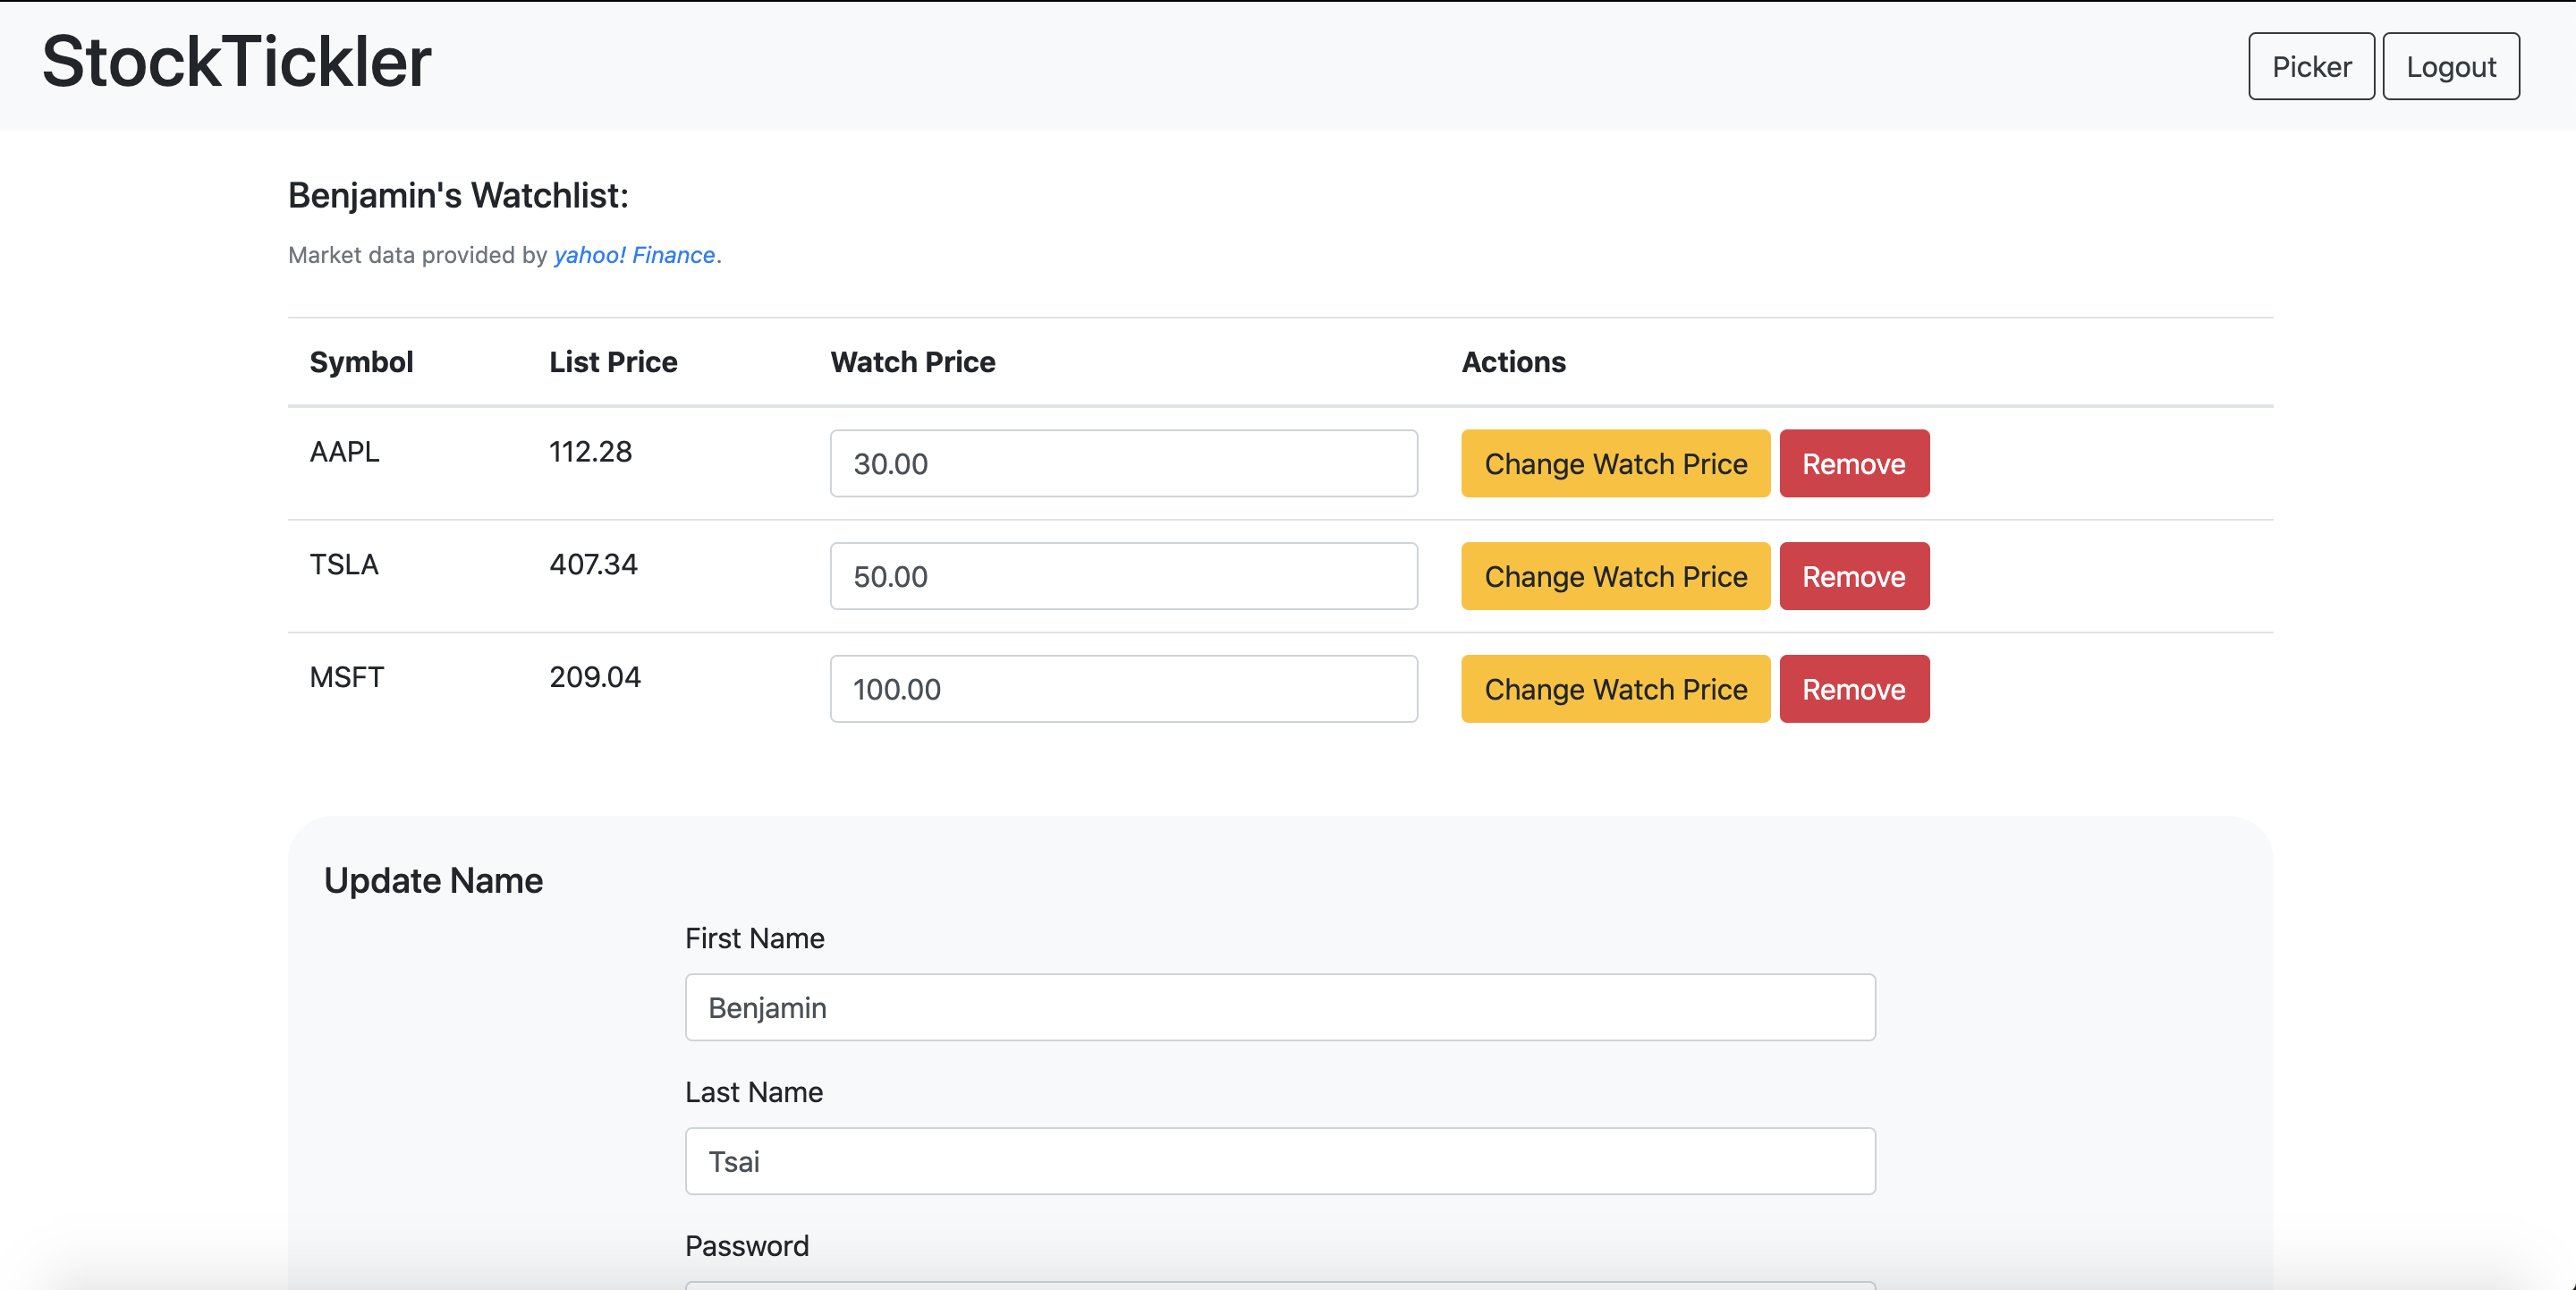 StockTickler
Picker Logout
Benjamin's Watchlist:
Market data provided by yahoo! Finance.
Symbol List Price Watch Price Actions
AAPL 112.28 30.00 Change Watch Price Remove
TSLA 407.34 50.00 Change Watch Price Remove
MSFT 209.04 100.00 Change Watch Price Remove
Update Name
First Name
Benjamin
Last Name
Tsai
Password